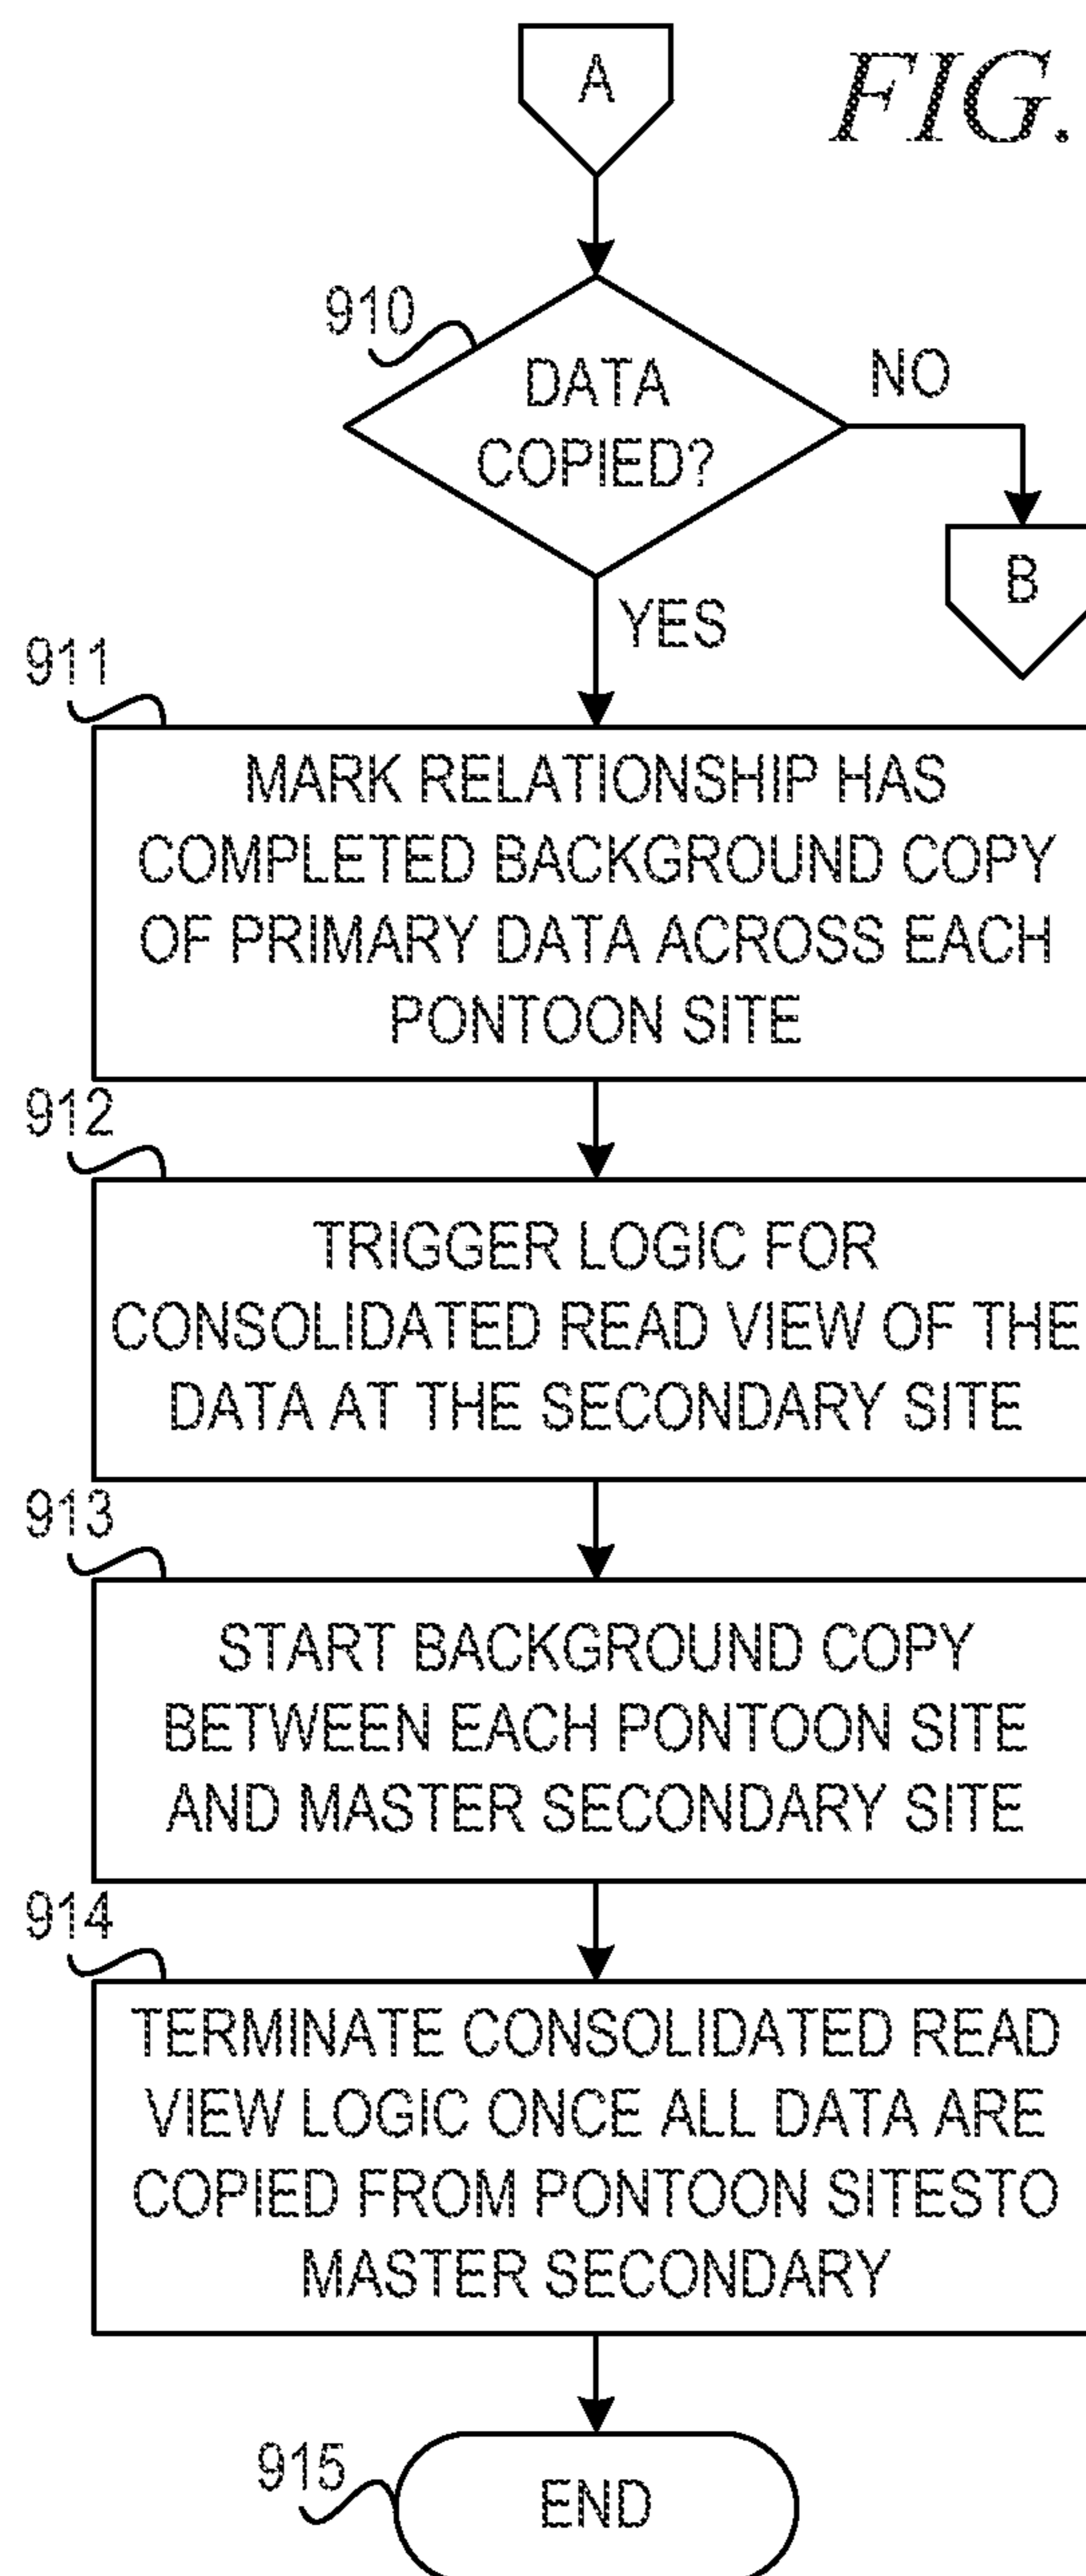 A
FIG.
910
DATA
COPIED?
NO
B
YES
911
MARK RELATIONSHIP HAS
COMPLETED BACKGROUND COPY
OF PRIMARY DATA ACROSS EACH
PONTOON SITE
912
TRIGGER LOGIC FOR
CONSOLIDATED READ VIEW OF THE
DATA AT THE SECONDARY SITE
913
START BACKGROUND COPY
BETWEEN EACH PONTOON SITE
AND MASTER SECONDARY SITE
914
TERMINATE CONSOLIDATED READ
VIEW LOGIC ONCE ALL DATA ARE
COPIED FROM PONTOON SITESTO
MASTER SECONDARY
915
END